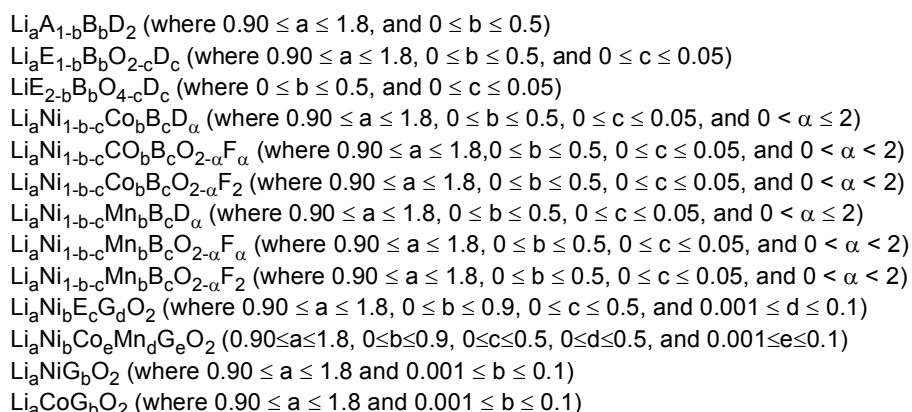 LiₐA₁₋bBbD₂ (where 0.90 ≤ a ≤ 1.8, and 0 ≤ b ≤ 0.5)
LiₐE₁₋bBbO₂₋cDc (where 0.90 ≤ a ≤ 1.8, 0 ≤ b ≤ 0.5, and 0 ≤ c ≤ 0.05)
LiE₂₋bBbO₄₋cDc (where 0 ≤ b ≤ 0.5, and 0 ≤ c ≤ 0.05)
LiₐNi₁₋b₋cCobBcDα (where 0.90 ≤ a ≤ 1.8, 0 ≤ b ≤ 0.5, 0 ≤ c ≤ 0.05, and 0 < α ≤ 2)
LiₐNi₁₋b₋cCObBcO₂₋αFα (where 0.90 ≤ a ≤ 1.8,0 ≤ b ≤ 0.5, 0 ≤ c ≤ 0.05, and 0 < α < 2)
LiₐNi₁₋b₋cCobBcO₂₋αF₂ (where 0.90 ≤ a ≤ 1.8, 0 ≤ b ≤ 0.5, 0 ≤ c ≤ 0.05, and 0 < α < 2)
LiₐNi₁₋b₋cMnbBcDα (where 0.90 ≤ a ≤ 1.8, 0 ≤ b ≤ 0.5, 0 ≤ c ≤ 0.05, and 0 < α ≤ 2)
LiₐNi₁₋b₋cMnbBcO₂₋αFα (where 0.90 ≤ a ≤ 1.8, 0 ≤ b ≤ 0.5, 0 ≤ c ≤ 0.05, and 0 < α < 2)
LiₐNi₁₋b₋cMnbBcO₂₋αF₂ (where 0.90 ≤ a ≤ 1.8, 0 ≤ b ≤ 0.5, 0 ≤ c ≤ 0.05, and 0 < α < 2)
LiₐNibEcGdO₂ (where 0.90 ≤ a ≤ 1.8, 0 ≤ b ≤ 0.9, 0 ≤ c ≤ 0.5, and 0.001 ≤ d ≤ 0.1)
LiₐNibCoₑMndGₑO₂ (0.90≤a≤1.8, 0≤b≤0.9, 0≤c≤0.5, 0≤d≤0.5, and 0.001≤e≤0.1)
LiₐNiGbO₂ (where 0.90 ≤ a ≤ 1.8 and 0.001 ≤ b ≤ 0.1)
LiₐCoGbO₂ (where 0.90 ≤ a ≤ 1.8 and 0.001 ≤ b ≤ 0.1)